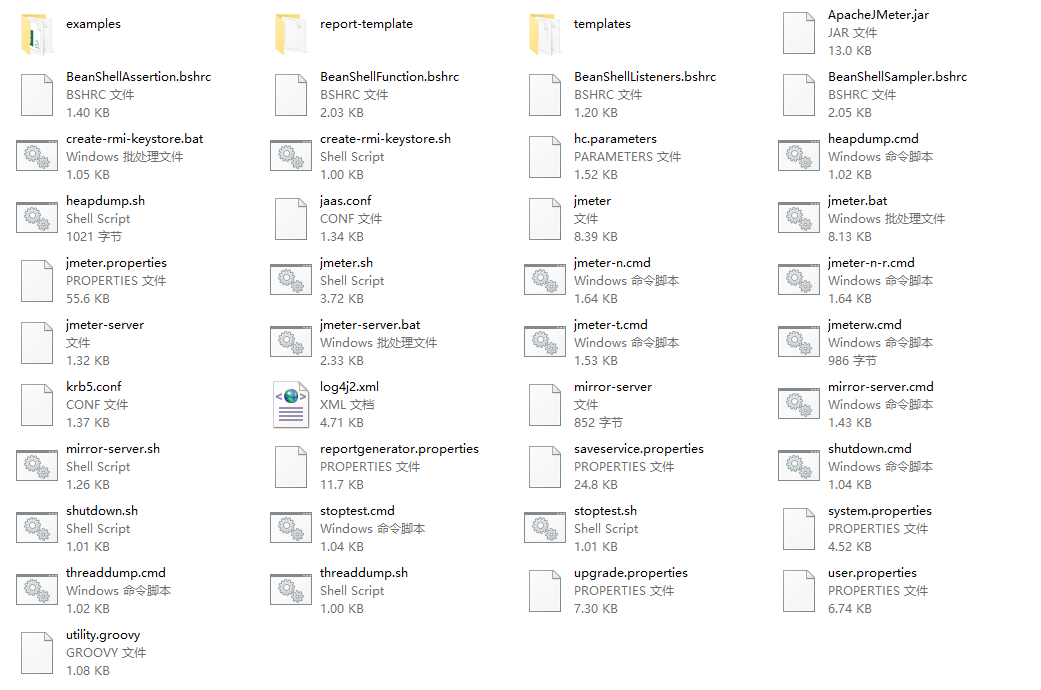 examples
report-template
templates
ApacheJMeter.jar
JAR 文件
13.0 KB
BeanShellAssertion.bshrc
BSHRC 文件
1.40 KB
BeanShellFunction.bshrc
BSHRC 文件
2.03 KB
BeanShellListeners.bshrc
BSHRC 文件
1.20 KB
BeanShellSampler.bshrc
BSHRC 文件
2.05 KB
create-rmi-keystore.bat
Windows 批处理文件
1.05 KB
create-rmi-keystore.sh
Shell Script
1.00 KB
hc.parameters
PARAMETERS 文件
1.52 KB
heapdump.cmd
Windows 命令脚本
1.02 KB
heapdump.sh
Shell Script
1021 字节
jaas.conf
CONF 文件
1.34 KB
jmeter
文件
8.39 KB
jmeter.bat
Windows 批处理文件
8.13 KB
jmeter.properties
PROPERTIES 文件
55.6 KB
jmeter.sh
Shell Script
3.72 KB
jmeter-n.cmd
Windows 命令脚本
1.64 KB
jmeter-n-r.cmd
Windows 命令脚本
1.64 KB
jmeter-server
文件
1.32 KB
jmeter-server.bat
Windows 批处理文件
2.33 KB
jmeter-t.cmd
Windows 命令脚本
1.53 KB
jmeterw.cmd
Windows 命令脚本
986 字节
krb5.conf
CONF 文件
1.37 KB
log4j2.xml
XML 文档
4.71 KB
mirror-server
文件
852 字节
mirror-server.cmd
Windows 命令脚本
1.43 KB
mirror-server.sh
Shell Script
1.26 KB
reportgenerator.properties
PROPERTIES 文件
11.7 KB
saveservice.properties
PROPERTIES 文件
24.8 KB
shutdown.cmd
Windows 命令脚本
1.04 KB
shutdown.sh
Shell Script
1.01 KB
stoptest.cmd
Windows 命令脚本
1.04 KB
stoptest.sh
Shell Script
1.01 KB
system.properties
PROPERTIES 文件
4.52 KB
threaddump.cmd
Windows 命令脚本
1.02 KB
threaddump.sh
Shell Script
1.00 KB
upgrade.properties
PROPERTIES 文件
7.30 KB
user.properties
PROPERTIES 文件
6.74 KB
utility.groovy
GROOVY 文件
1.08 KB